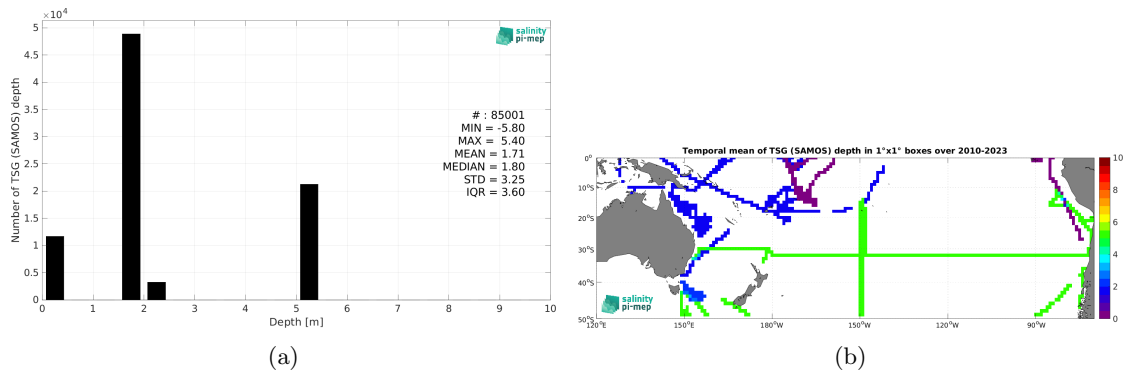 ×10⁴
5
4.5
4
3.5
3
2.5
2
1.5
1
0.5
0
Number of TSG (SAMOS) depth
0 1 2 3 4 5 6 7 8 9 10
Depth [m]
salinity
pi-mep
# : 85001
MIN = -5.80
MAX = 5.40
MEAN = 1.71
MEDIAN = 1.80
STD = 3.25
IQR = 3.60
(a)
Temporal mean of TSG (SAMOS) depth in 1°x1° boxes over 2010-2023
0°
10°S
20°S
30°S
40°S
50°S
120°E 150°E 180°W 150°W 120°W 90°W
salinity
pi-mep
10
8
6
4
2
0
(b)